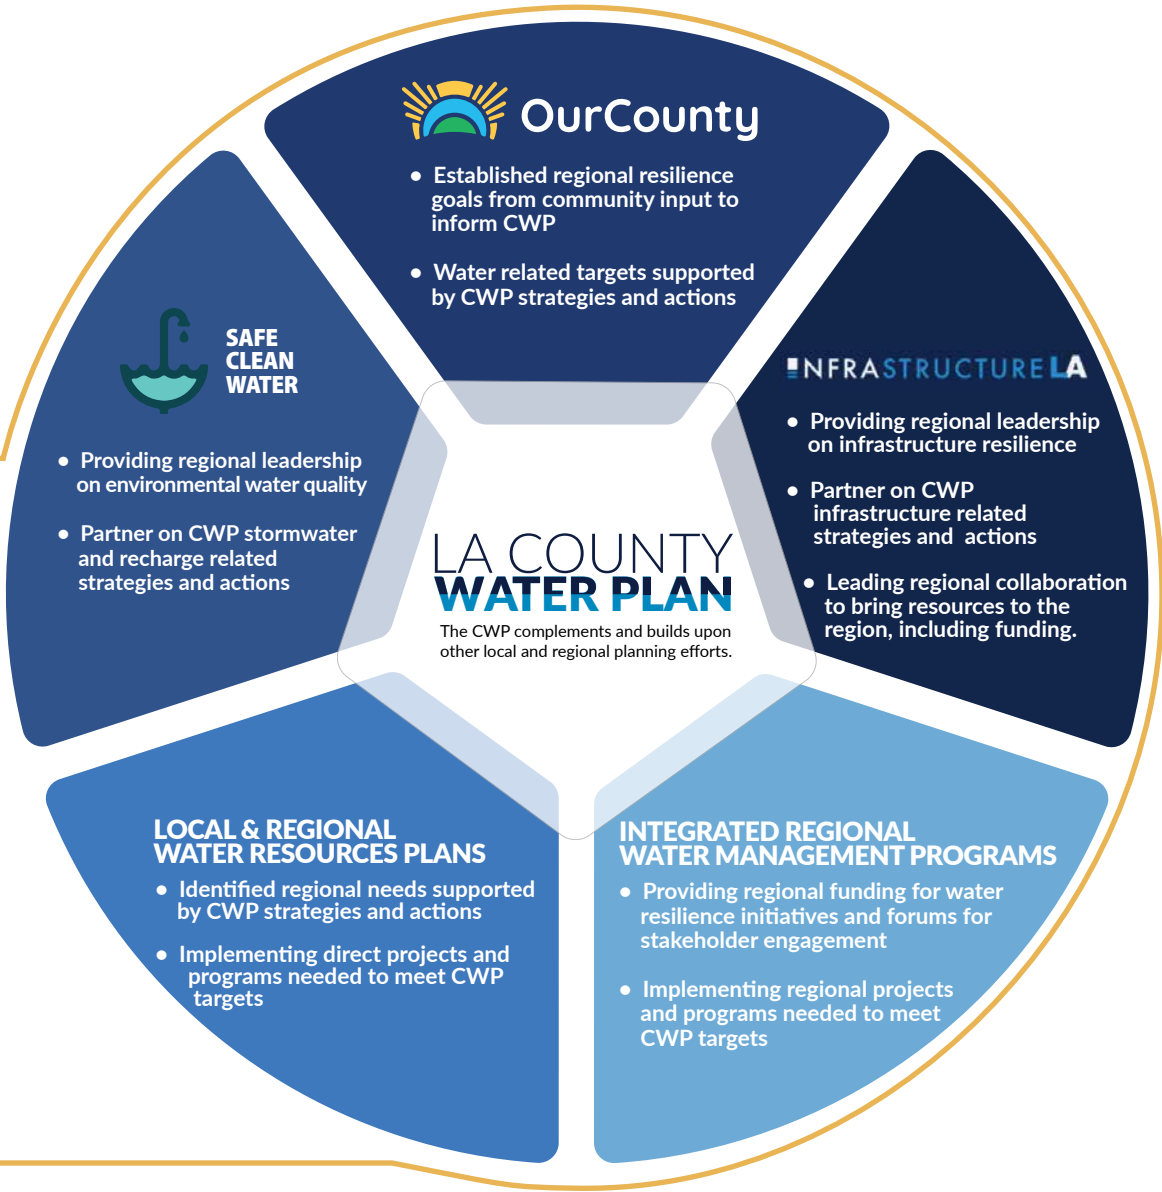 OurCounty
• Established regional resilience
goals from community input to
inform CWP
• Water related targets supported
by CWP strategies and actions
INFRASTRUCTURE LA
• Providing regional leadership
on infrastructure resilience
• Partner on CWP
infrastructure related
strategies and actions
• Leading regional collaboration
to bring resources to the
region, including funding.
SAFE
CLEAN
WATER
• Providing regional leadership
on environmental water quality
• Partner on CWP stormwater
and recharge related
strategies and actions
LA COUNTY
WATER PLAN
The CWP complements and builds upon
other local and regional planning efforts.
LOCAL & REGIONAL
WATER RESOURCES PLANS
• Identified regional needs supported
by CWP strategies and actions
• Implementing direct projects and
programs needed to meet CWP
targets
INTEGRATED REGIONAL
WATER MANAGEMENT PROGRAMS
• Providing regional funding for water
resilience initiatives and forums for
stakeholder engagement
• Implementing regional projects
and programs needed to meet
CWP targets